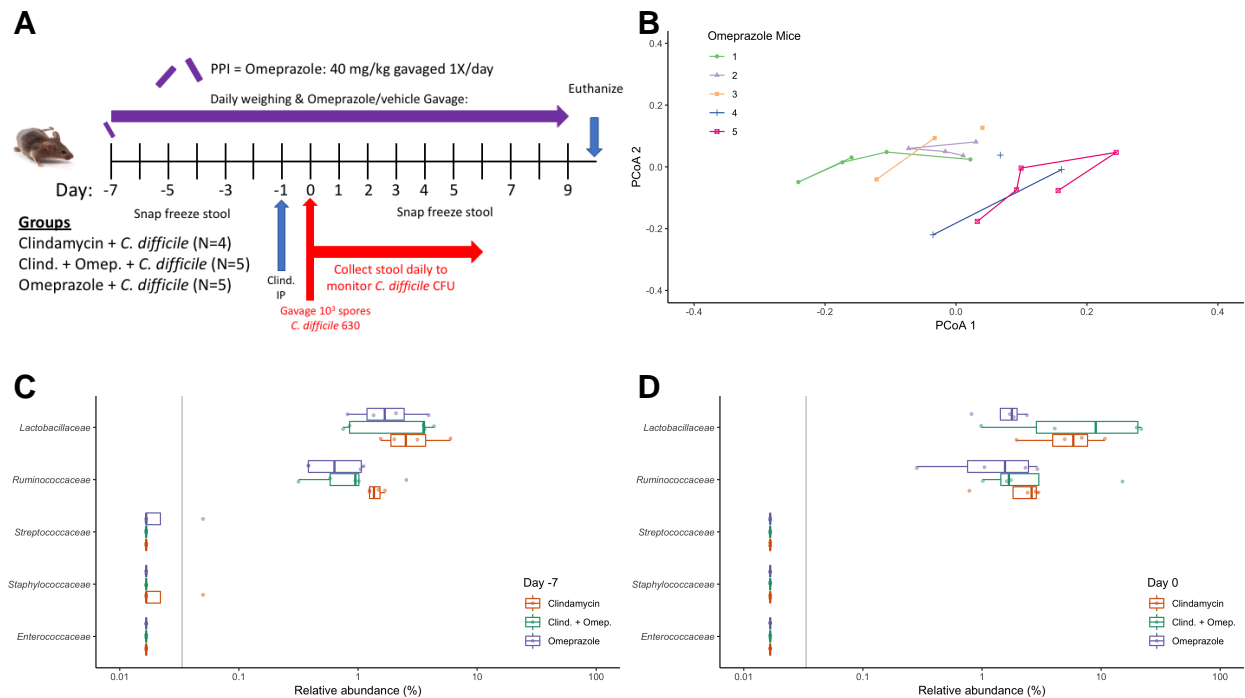 A
PPI = Omeprazole: 40 mg/kg gavaged 1X/day
Daily weighing & Omeprazole/vehicle Gavage:
Euthanize
Day:
-7 -5 -3 -1 0 1 2 3 4 5 7 9
Snap freeze stool
Snap freeze stool
Groups
Clindamycin + C. difficile (N=4)
Clind. + Omep. + C. difficile (N=5)
Omeprazole + C. difficile (N=5)
Clind.
IP
Collect stool daily to
monitor C. difficile CFU
Gavage 10³ spores
C. difficile 630
B
Omeprazole Mice
1
2
3
4
5
PCoA 2
0.4
0.2
0.0
-0.2
-0.4
-0.4 -0.2 0.0 0.2 0.4
PCoA 1
C
Lactobacillaceae
Ruminococcaceae
Streptococcaceae
Staphylococcaceae
Enterococcaceae
Day -7
Clindamycin
Clind. + Omep.
Omeprazole
0.01 0.1 1 10 100
Relative abundance (%)
D
Lactobacillaceae
Ruminococcaceae
Streptococcaceae
Staphylococcaceae
Enterococcaceae
Day 0
Clindamycin
Clind. + Omep.
Omeprazole
0.01 0.1 1 10 100
Relative abundance (%)